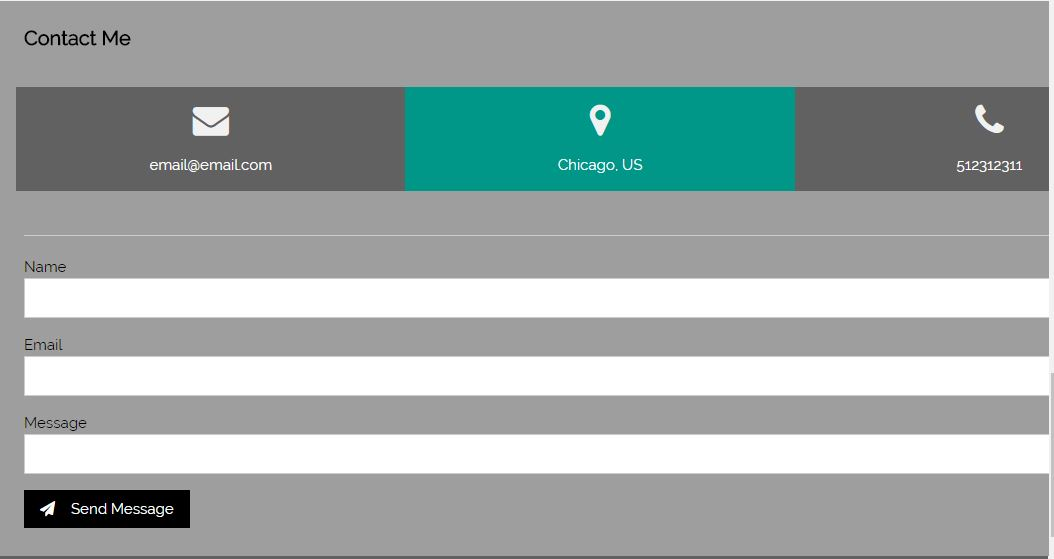 Contact Me
email@email.com
Chicago, US
512312311
Name
Email
Message
Send Message